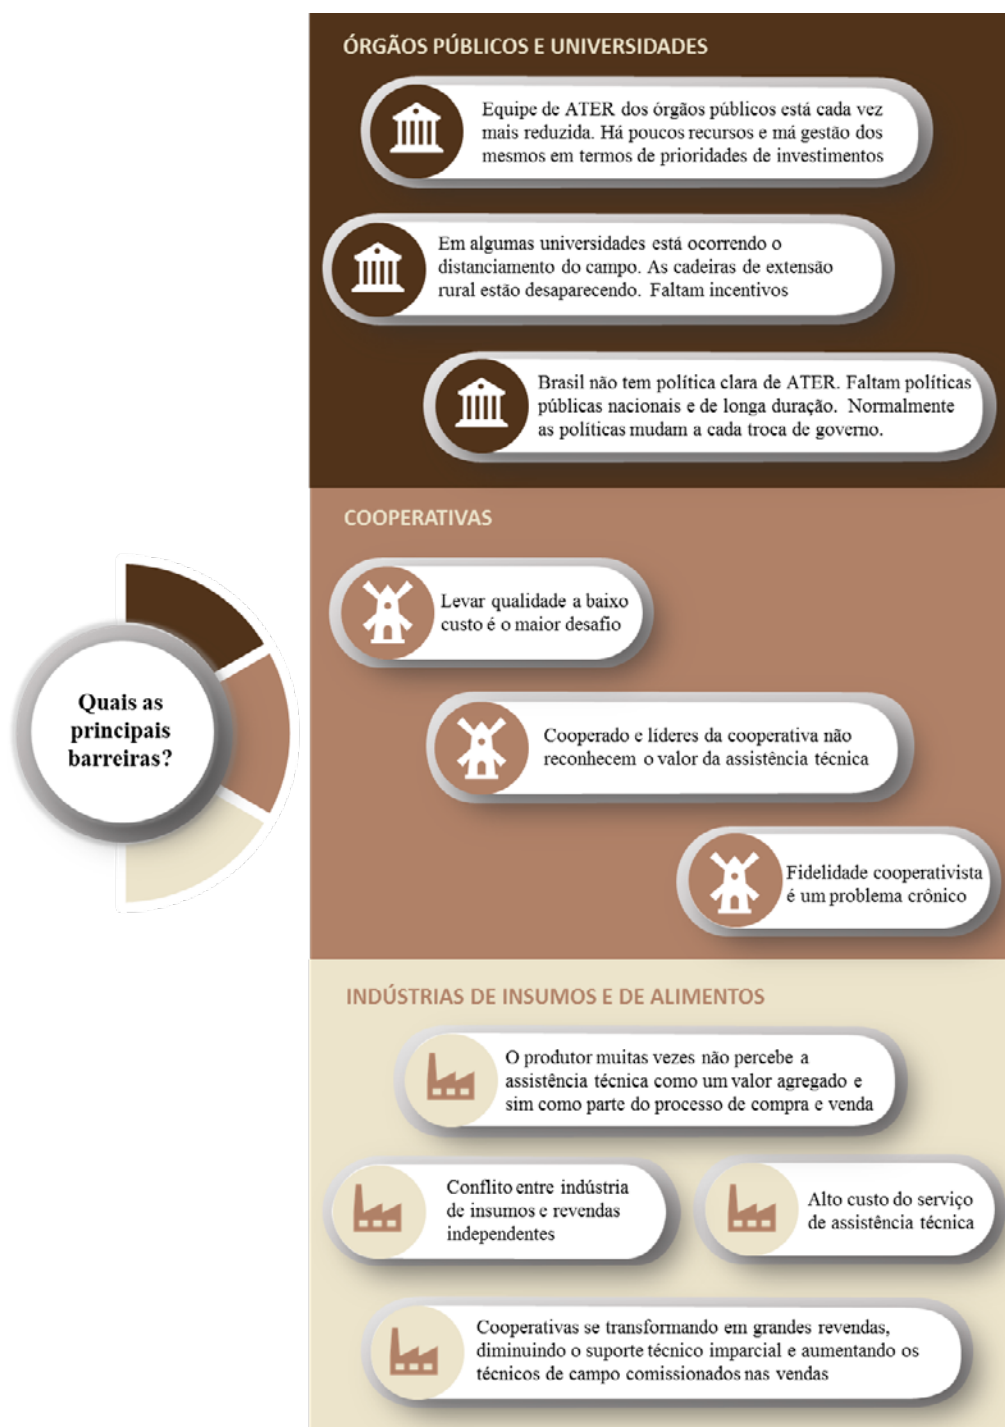 ÓRGÃOS PÚBLICOS E UNIVERSIDADES
Equipe de ATER dos órgãos públicos está cada vez
mais reduzida. Há poucos recursos e má gestão dos
mesmos em termos de prioridades de investimentos
Em algumas universidades está ocorrendo o
distanciamento do campo. As cadeiras de extensão
rural estão desaparecendo. Faltam incentivos
Brasil não tem política clara de ATER. Faltam políticas
públicas nacionais e de longa duração. Normalmente
as políticas mudam a cada troca de governo.
COOPERATIVAS
Levar qualidade a baixo
custo é o maior desafio
Quais as
principais
barreiras?
Cooperado e líderes da cooperativa não
reconhecem o valor da assistência técnica
Fidelidade cooperativista
é um problema crônico
INDÚSTRIAS DE INSUMOS E DE ALIMENTOS
O produtor muitas vezes não percebe a
assistência técnica como um valor agregado e
sim como parte do processo de compra e venda
Conflito entre indústria
de insumos e revendas
independentes
Alto custo do serviço
de assistência técnica
Cooperativas se transformando em grandes revendas,
diminuindo o suporte técnico imparcial e aumentando os
técnicos de campo comissionados nas vendas